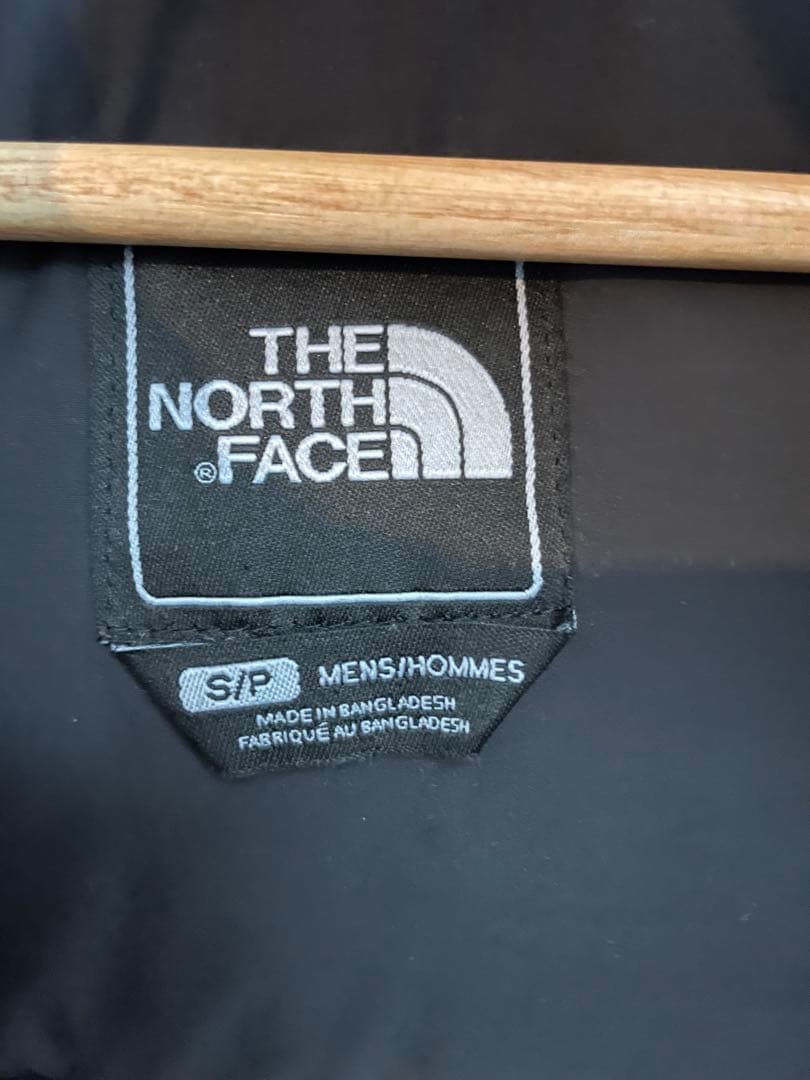 THE
NORTH
® FACE
S/P MENS/HOMMES
MADE IN BANGLADESH
FABRIQUÉ AU BANGLADESH